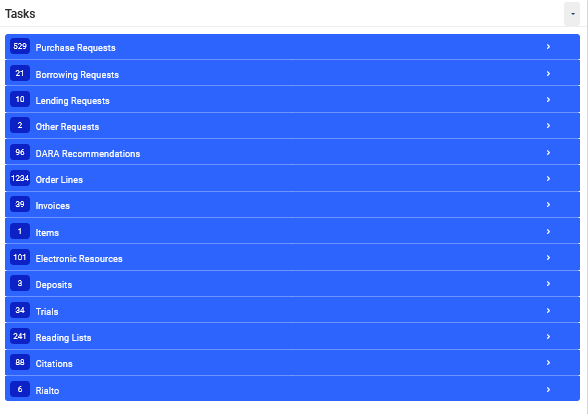 Tasks
529 Purchase Requests
21 Borrowing Requests
10 Lending Requests
2 Other Requests
96 DARA Recommendations
1234 Order Lines
39 Invoices
1 Items
101 Electronic Resources
3 Deposits
34 Trials
241 Reading Lists
88 Citations
6 Rialto